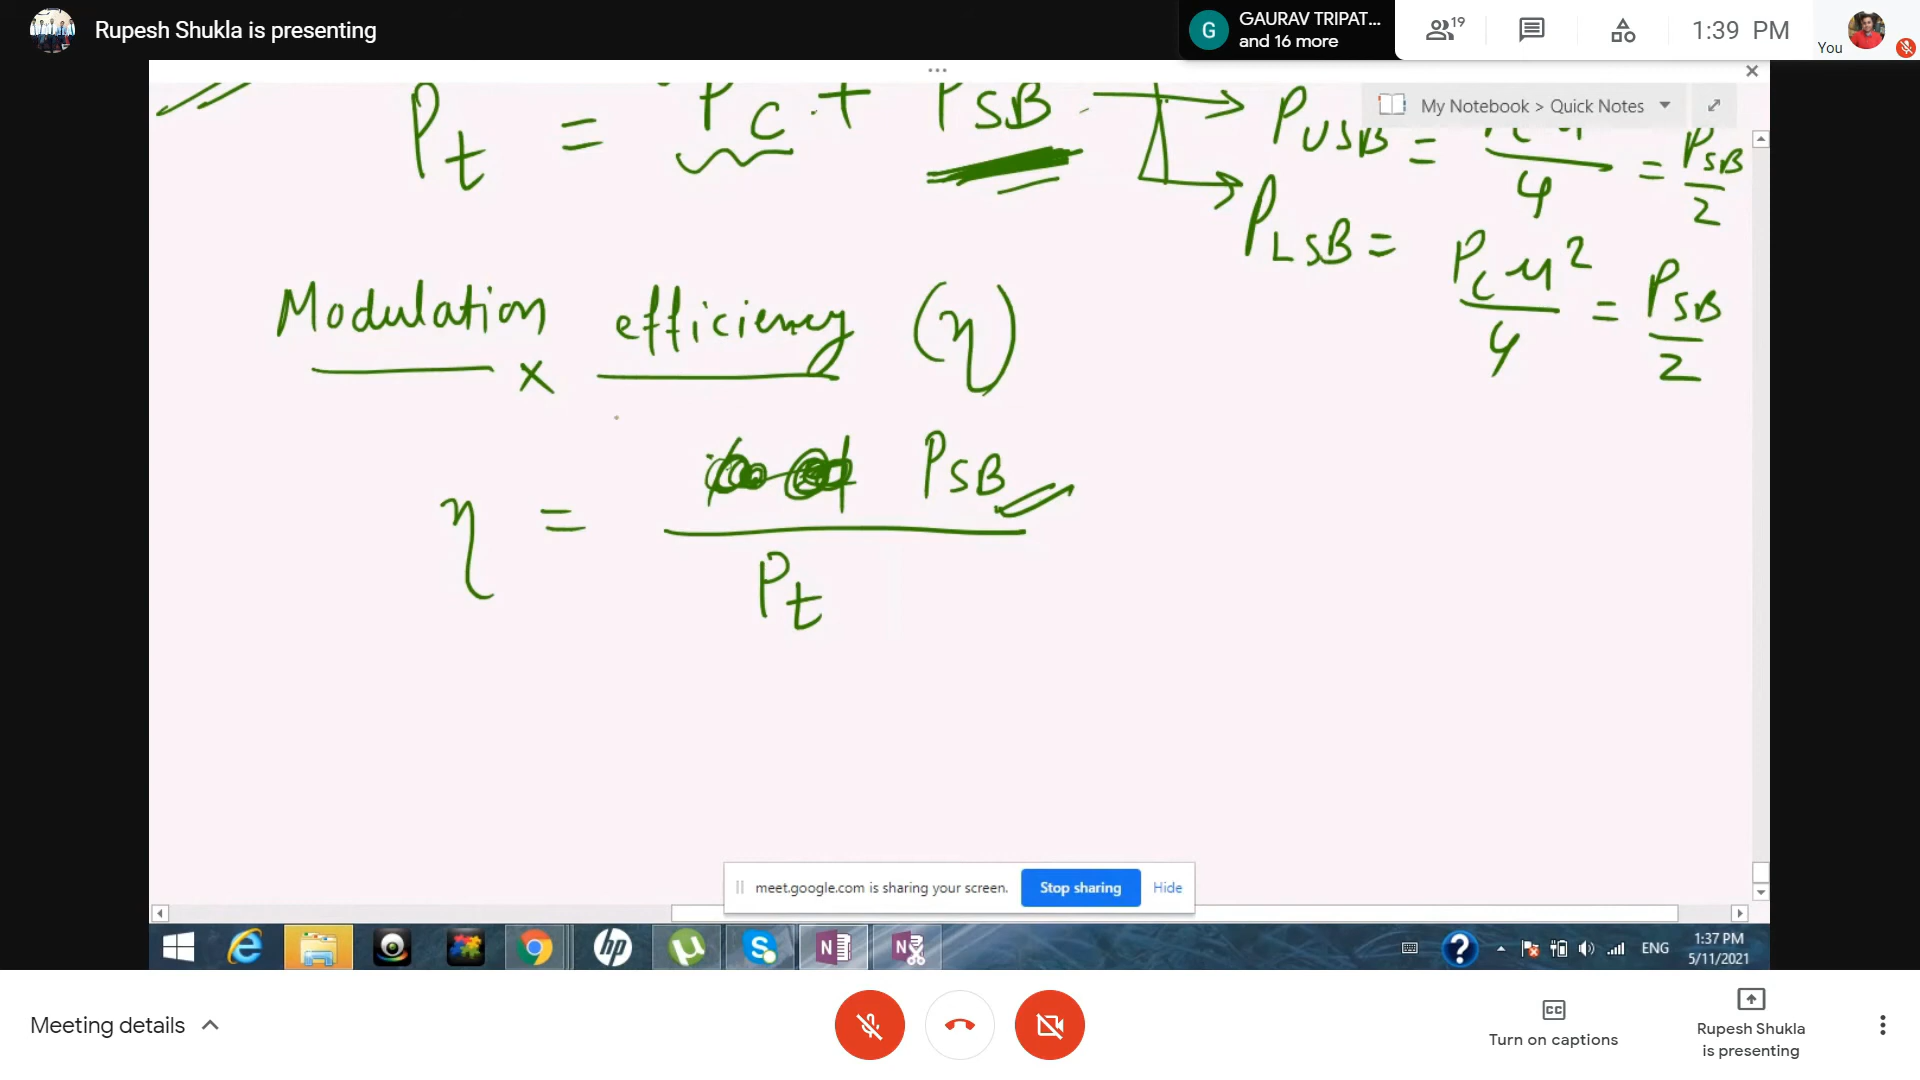 Rupesh Shukla is presenting
G
GAURAV TRIPAT...
and 16 more
19
1:39 PM
You
My Notebook > Quick Notes
Pt = Pc + PSB
PUSB = = PSB
4 2
PLSB = Pc μ² = PSB
4 2
Modulation efficiency (η)
η = PSB
Pt
meet.google.com is sharing your screen. Stop sharing Hide
hp
ENG
1:37 PM
5/11/2021
Meeting details
Turn on captions
Rupesh Shukla
is presenting